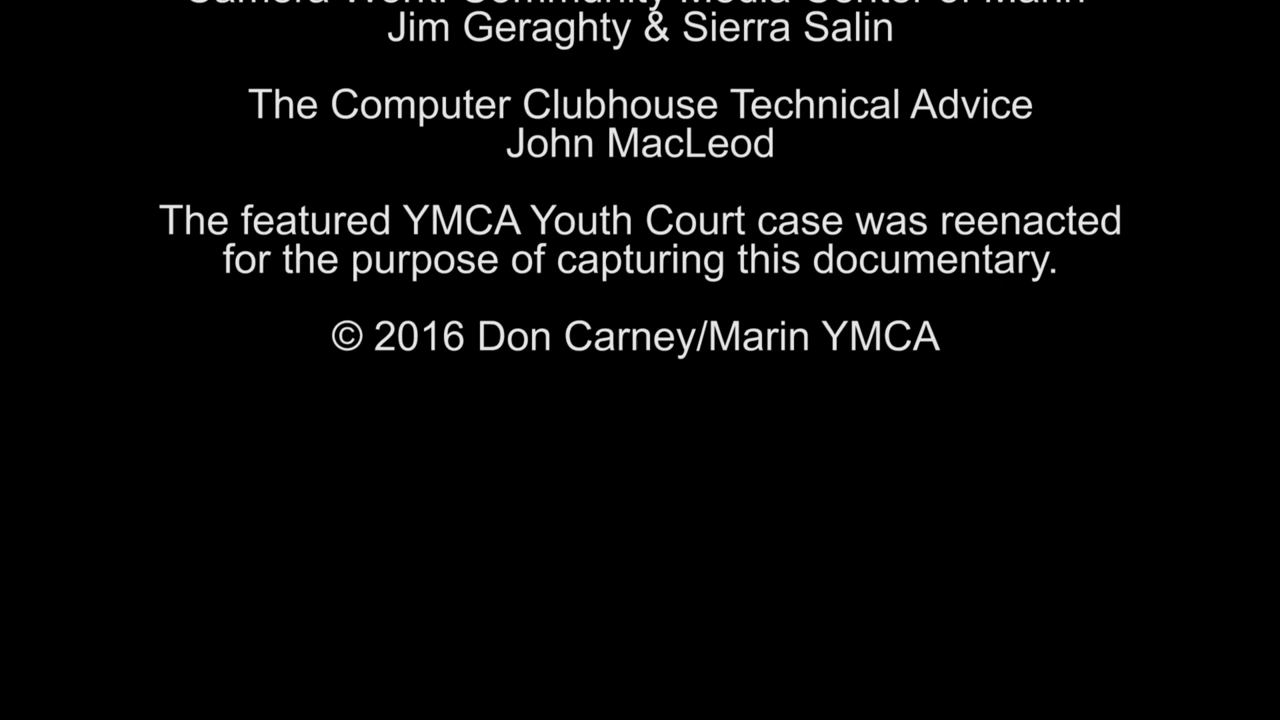 Camera Work: Community Media Center of Marin
Jim Geraghty & Sierra Salin
The Computer Clubhouse Technical Advice
John MacLeod
The featured YMCA Youth Court case was reenacted
for the purpose of capturing this documentary.
© 2016 Don Carney/Marin YMCA